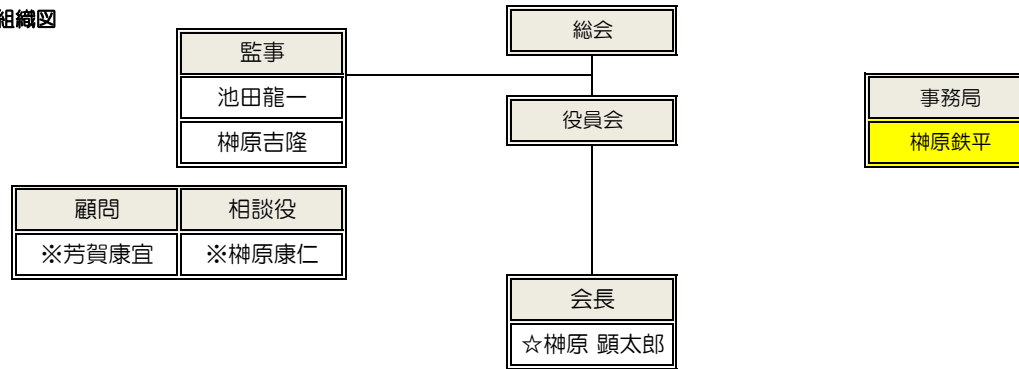 組織図
総会
監事
池田龍一
榊原吉隆
役員会
事務局
榊原鉄平
顧問 相談役
※芳賀康宜 ※榊原康仁
会長
☆榊原 顕太郎